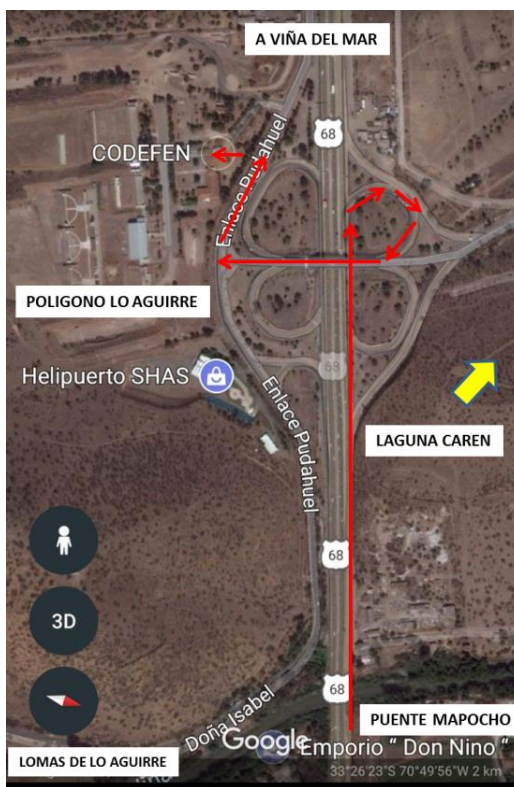 A VIÑA DEL MAR
68
CODEFEN
Enlace Pudahuel
POLIGONO LO AGUIRRE
Helipuerto SHAS
68
Enlace Pudahuel
LAGUNA CAREN
68
3D
68
PUENTE MAPOCHO
Doña Isabel
Google
Emporio “ Don Nino “
LOMAS DE LO AGUIRRE
33°26'23"S 70°49'56"W 2 km